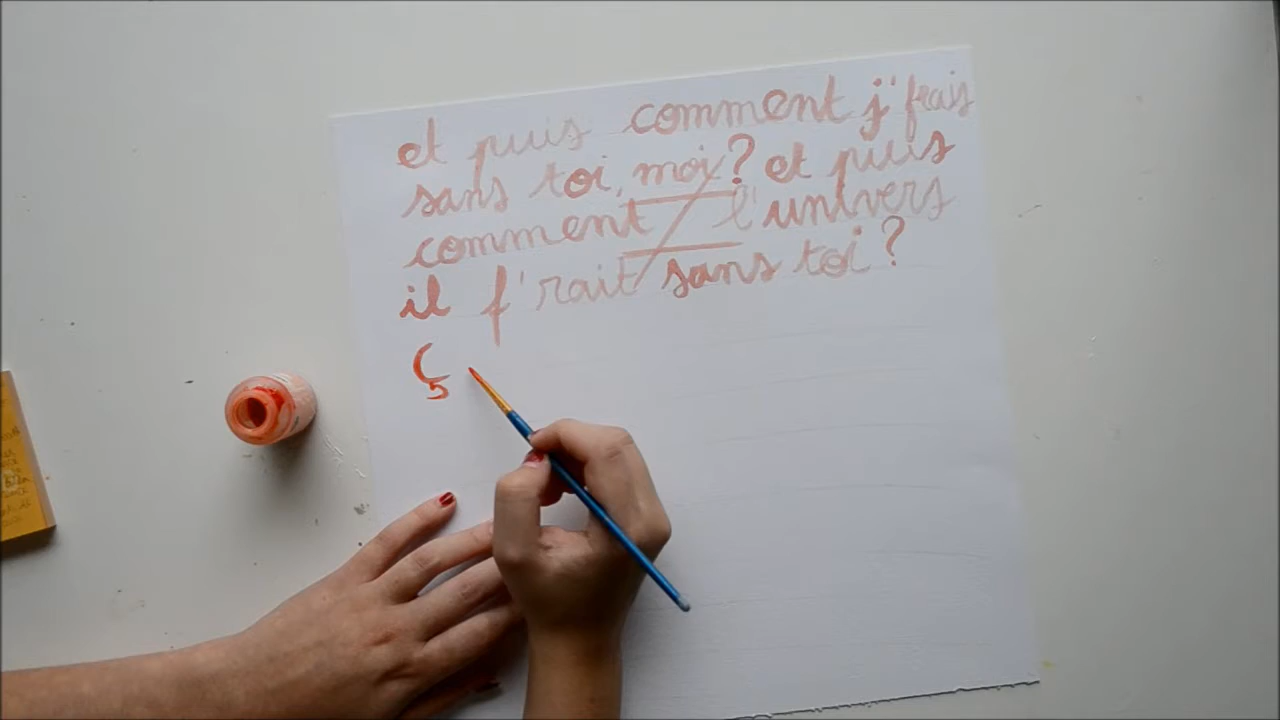 et puis comment j'frais
sans toi, moi? et puis
comment l'univers
il f'rait sans toi?
Ç